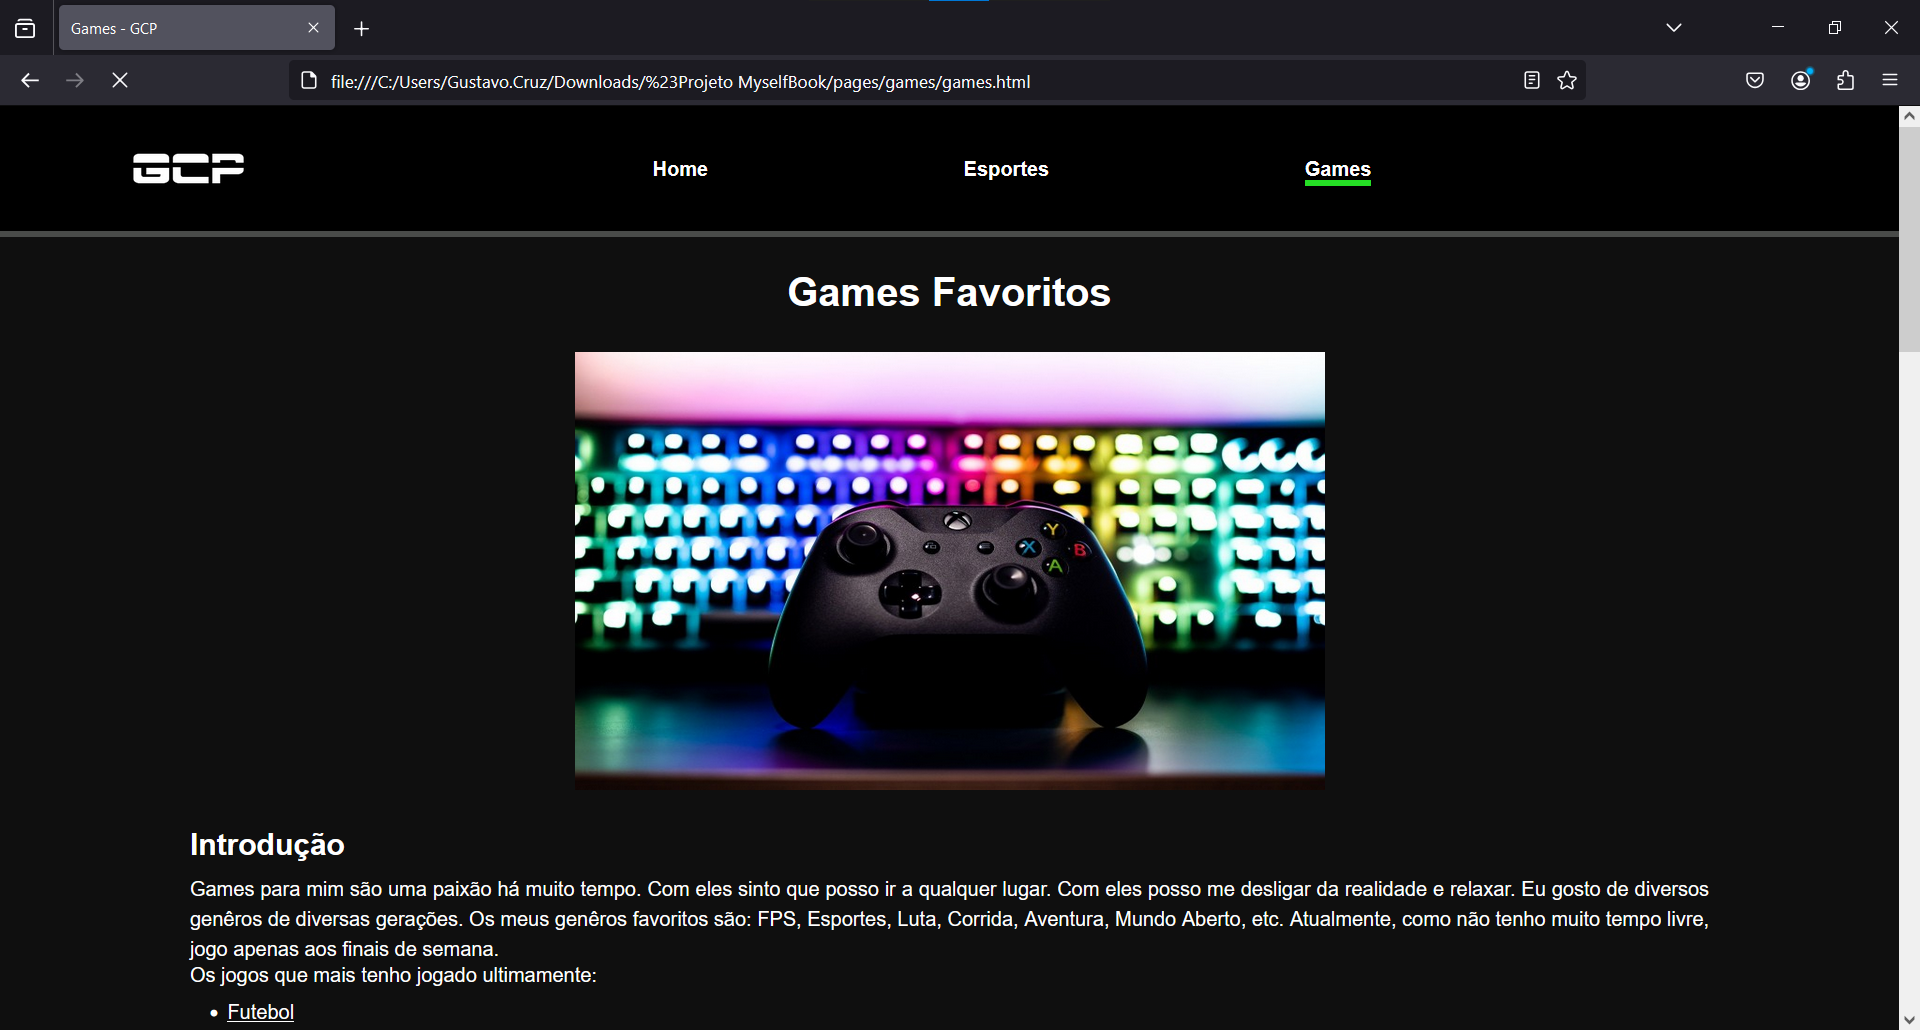 Games - GCP
file:///C:/Users/Gustavo.Cruz/Downloads/%23Projeto MyselfBook/pages/games/games.html
GCP
Home
Esportes
Games
Games Favoritos
Y
X
B
A
Introdução
Games para mim são uma paixão há muito tempo. Com eles sinto que posso ir a qualquer lugar. Com eles posso me desligar da realidade e relaxar. Eu gosto de diversos
genêros de diversas gerações. Os meus genêros favoritos são: FPS, Esportes, Luta, Corrida, Aventura, Mundo Aberto, etc. Atualmente, como não tenho muito tempo livre,
jogo apenas aos finais de semana.
Os jogos que mais tenho jogado ultimamente:
• Futebol